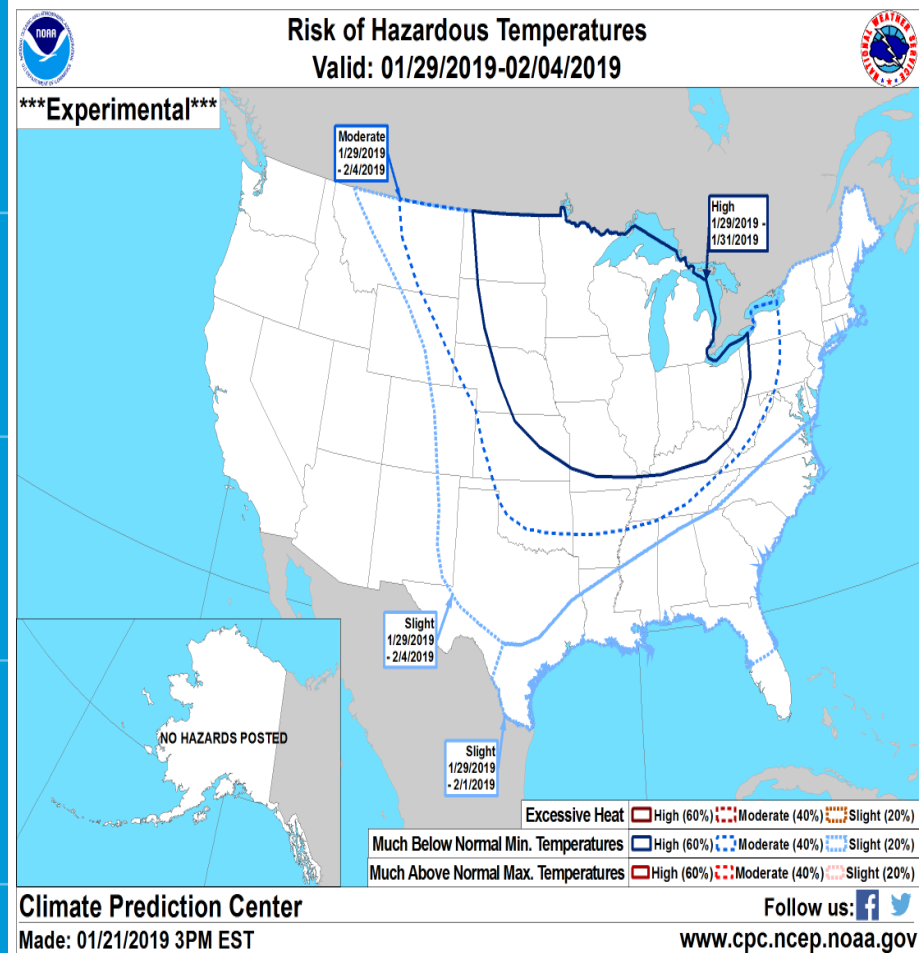 NOAA
NATIONAL WEATHER SERVICE
Risk of Hazardous Temperatures
Valid: 01/29/2019-02/04/2019
***Experimental***
Moderate
1/29/2019
- 2/4/2019
High
1/29/2019 -
1/31/2019
Slight
1/29/2019
- 2/4/2019
Slight
1/29/2019
- 2/1/2019
NO HAZARDS POSTED
Excessive Heat High (60%) Moderate (40%) Slight (20%)
Much Below Normal Min. Temperatures High (60%) Moderate (40%) Slight (20%)
Much Above Normal Max. Temperatures High (60%) Moderate (40%) Slight (20%)
Climate Prediction Center
Follow us:
Made: 01/21/2019 3PM EST
www.cpc.ncep.noaa.gov